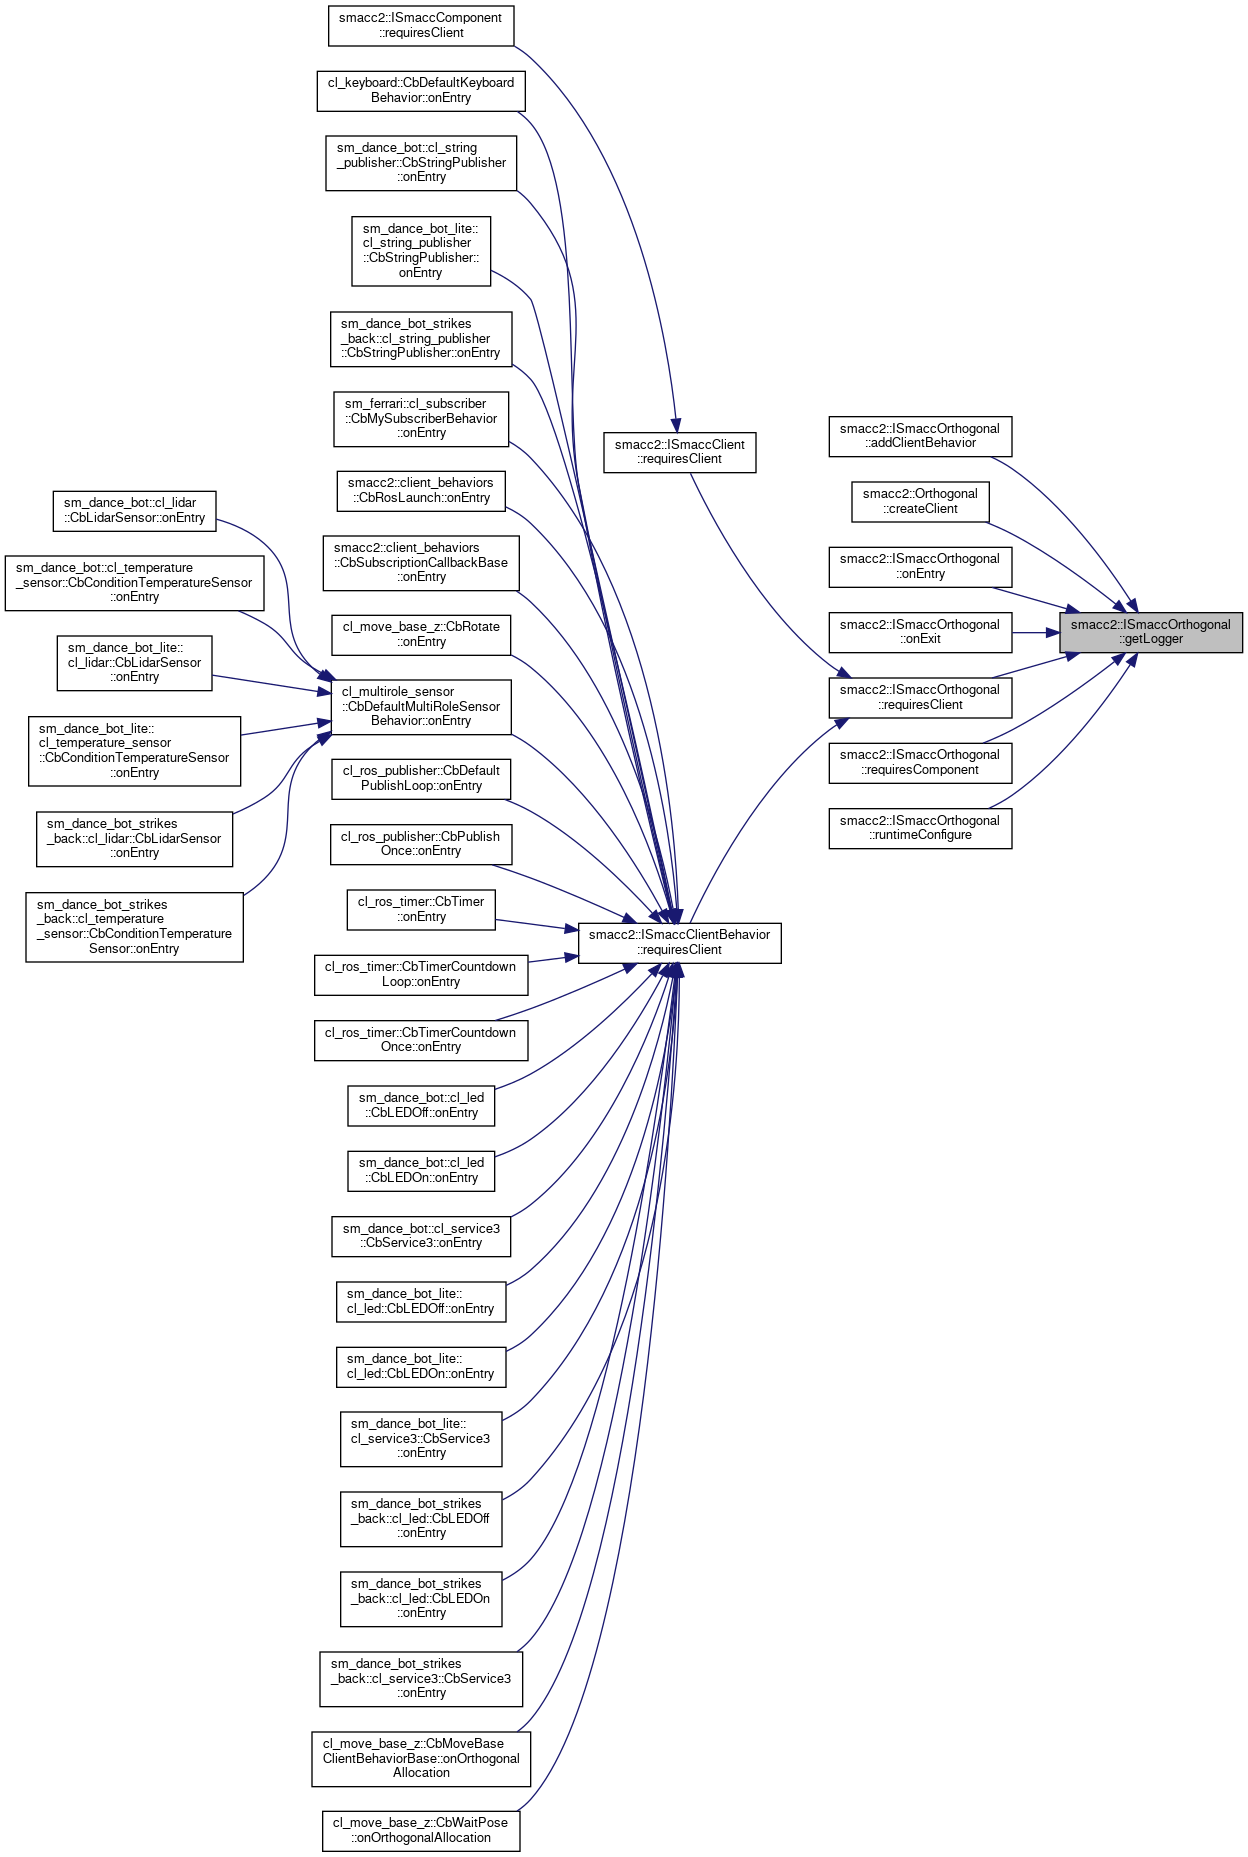 smacc2::ISmaccComponent
::requiresClient
cl_keyboard::CbDefaultKeyboard
Behavior::onEntry
sm_dance_bot::cl_string
_publisher::CbStringPublisher
::onEntry
sm_dance_bot_lite::
cl_string_publisher
::CbStringPublisher::
onEntry
sm_dance_bot_strikes
_back::cl_string_publisher
::CbStringPublisher::onEntry
sm_ferrari::cl_subscriber
::CbMySubscriberBehavior
::onEntry
smacc2::client_behaviors
::CbRosLaunch::onEntry
smacc2::client_behaviors
::CbSubscriptionCallbackBase
::onEntry
cl_move_base_z::CbRotate
::onEntry
cl_multirole_sensor
::CbDefaultMultiRoleSensor
Behavior::onEntry
cl_ros_publisher::CbDefault
PublishLoop::onEntry
cl_ros_publisher::CbPublish
Once::onEntry
cl_ros_timer::CbTimer
::onEntry
cl_ros_timer::CbTimerCountdown
Loop::onEntry
cl_ros_timer::CbTimerCountdown
Once::onEntry
sm_dance_bot::cl_led
::CbLEDOff::onEntry
sm_dance_bot::cl_led
::CbLEDOn::onEntry
sm_dance_bot::cl_service3
::CbService3::onEntry
sm_dance_bot_lite::
cl_led::CbLEDOff::onEntry
sm_dance_bot_lite::
cl_led::CbLEDOn::onEntry
sm_dance_bot_lite::
cl_service3::CbService3
::onEntry
sm_dance_bot_strikes
_back::cl_led::CbLEDOff
::onEntry
sm_dance_bot_strikes
_back::cl_led::CbLEDOn
::onEntry
sm_dance_bot_strikes
_back::cl_service3::CbService3
::onEntry
cl_move_base_z::CbMoveBase
ClientBehaviorBase::onOrthogonal
Allocation
cl_move_base_z::CbWaitPose
::onOrthogonalAllocation
sm_dance_bot::cl_lidar
::CbLidarSensor::onEntry
sm_dance_bot::cl_temperature
_sensor::CbConditionTemperatureSensor
::onEntry
sm_dance_bot_lite::
cl_lidar::CbLidarSensor
::onEntry
sm_dance_bot_lite::
cl_temperature_sensor
::CbConditionTemperatureSensor
::onEntry
sm_dance_bot_strikes
_back::cl_lidar::CbLidarSensor
::onEntry
sm_dance_bot_strikes
_back::cl_temperature
_sensor::CbConditionTemperature
Sensor::onEntry
smacc2::ISmaccClient
::requiresClient
smacc2::ISmaccClientBehavior
::requiresClient
smacc2::ISmaccOrthogonal
::addClientBehavior
smacc2::Orthogonal
::createClient
smacc2::ISmaccOrthogonal
::onEntry
smacc2::ISmaccOrthogonal
::onExit
smacc2::ISmaccOrthogonal
::requiresClient
smacc2::ISmaccOrthogonal
::requiresComponent
smacc2::ISmaccOrthogonal
::runtimeConfigure
smacc2::ISmaccOrthogonal
::getLogger